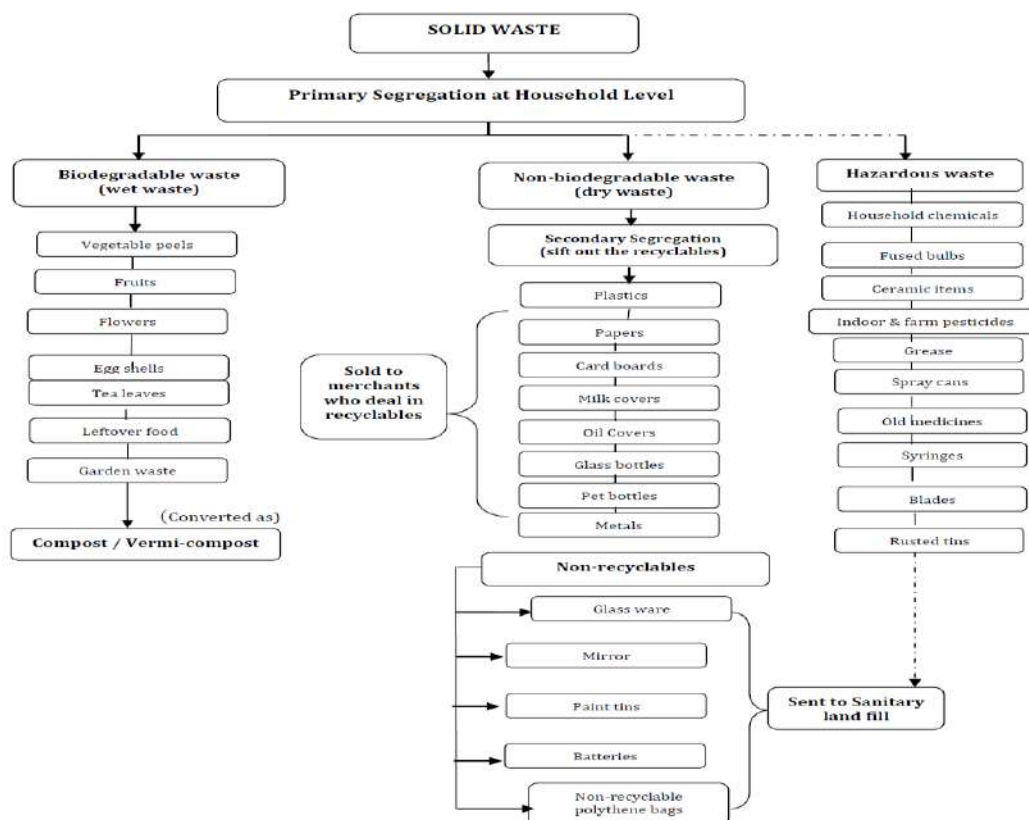 SOLID WASTE
Primary Segregation at Household Level
Biodegradable waste
(wet waste)
Vegetable peels
Fruits
Flowers
Egg shells
Tea leaves
Leftover food
Garden waste
(Converted as)
Compost / Vermi-compost
Non-biodegradable waste
(dry waste)
Secondary Segregation
(sift out the recyclables)
Plastics
Papers
Card boards
Milk covers
Oil Covers
Glass bottles
Pet bottles
Metals
Sold to
merchants
who deal in
recyclables
Non-recyclables
Glass ware
Mirror
Paint tins
Batteries
Non-recyclable
polythene bags
Hazardous waste
Household chemicals
Fused bulbs
Ceramic items
Indoor & farm pesticides
Grease
Spray cans
Old medicines
Syringes
Blades
Rusted tins
Sent to Sanitary
land fill